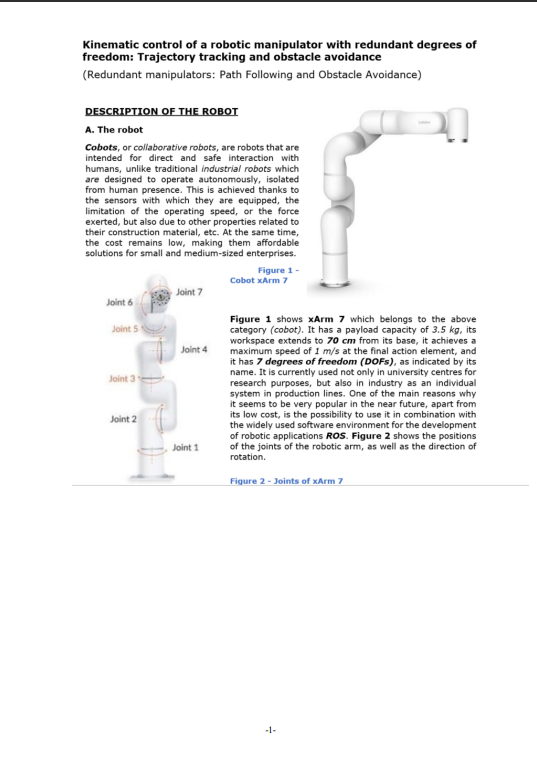 Kinematic control of a robotic manipulator with redundant degrees of
freedom: Trajectory tracking and obstacle avoidance
(Redundant manipulators: Path Following and Obstacle Avoidance)
DESCRIPTION OF THE ROBOT
A. The robot
Cobots, or collaborative robots, are robots that are
intended for direct and safe interaction with
humans, unlike traditional industrial robots which
are designed to operate autonomously, isolated
from human presence. This is achieved thanks to
the sensors with which they are equipped, the
limitation of the operating speed, or the force
exerted, but also due to other properties related to
their construction material, etc. At the same time,
the cost remains low, making them affordable
solutions for small and medium-sized enterprises.
Figure 1 -
Cobot xArm 7
Joint 7
Joint 6
Joint 5
Joint 4
Joint 3
Joint 2
Joint 1
Figure 1 shows xArm 7 which belongs to the above
category (cobot). It has a payload capacity of 3.5 kg, its
workspace extends to 70 cm from its base, it achieves a
maximum speed of 1 m/s at the final action element, and
it has 7 degrees of freedom (DOFs), as indicated by its
name. It is currently used not only in university centres for
research purposes, but also in industry as an individual
system in production lines. One of the main reasons why
it seems to be very popular in the near future, apart from
its low cost, is the possibility to use it in combination with
the widely used software environment for the development
of robotic applications ROS. Figure 2 shows the positions
of the joints of the robotic arm, as well as the direction of
rotation.
Figure 2 - Joints of xArm 7
-1-